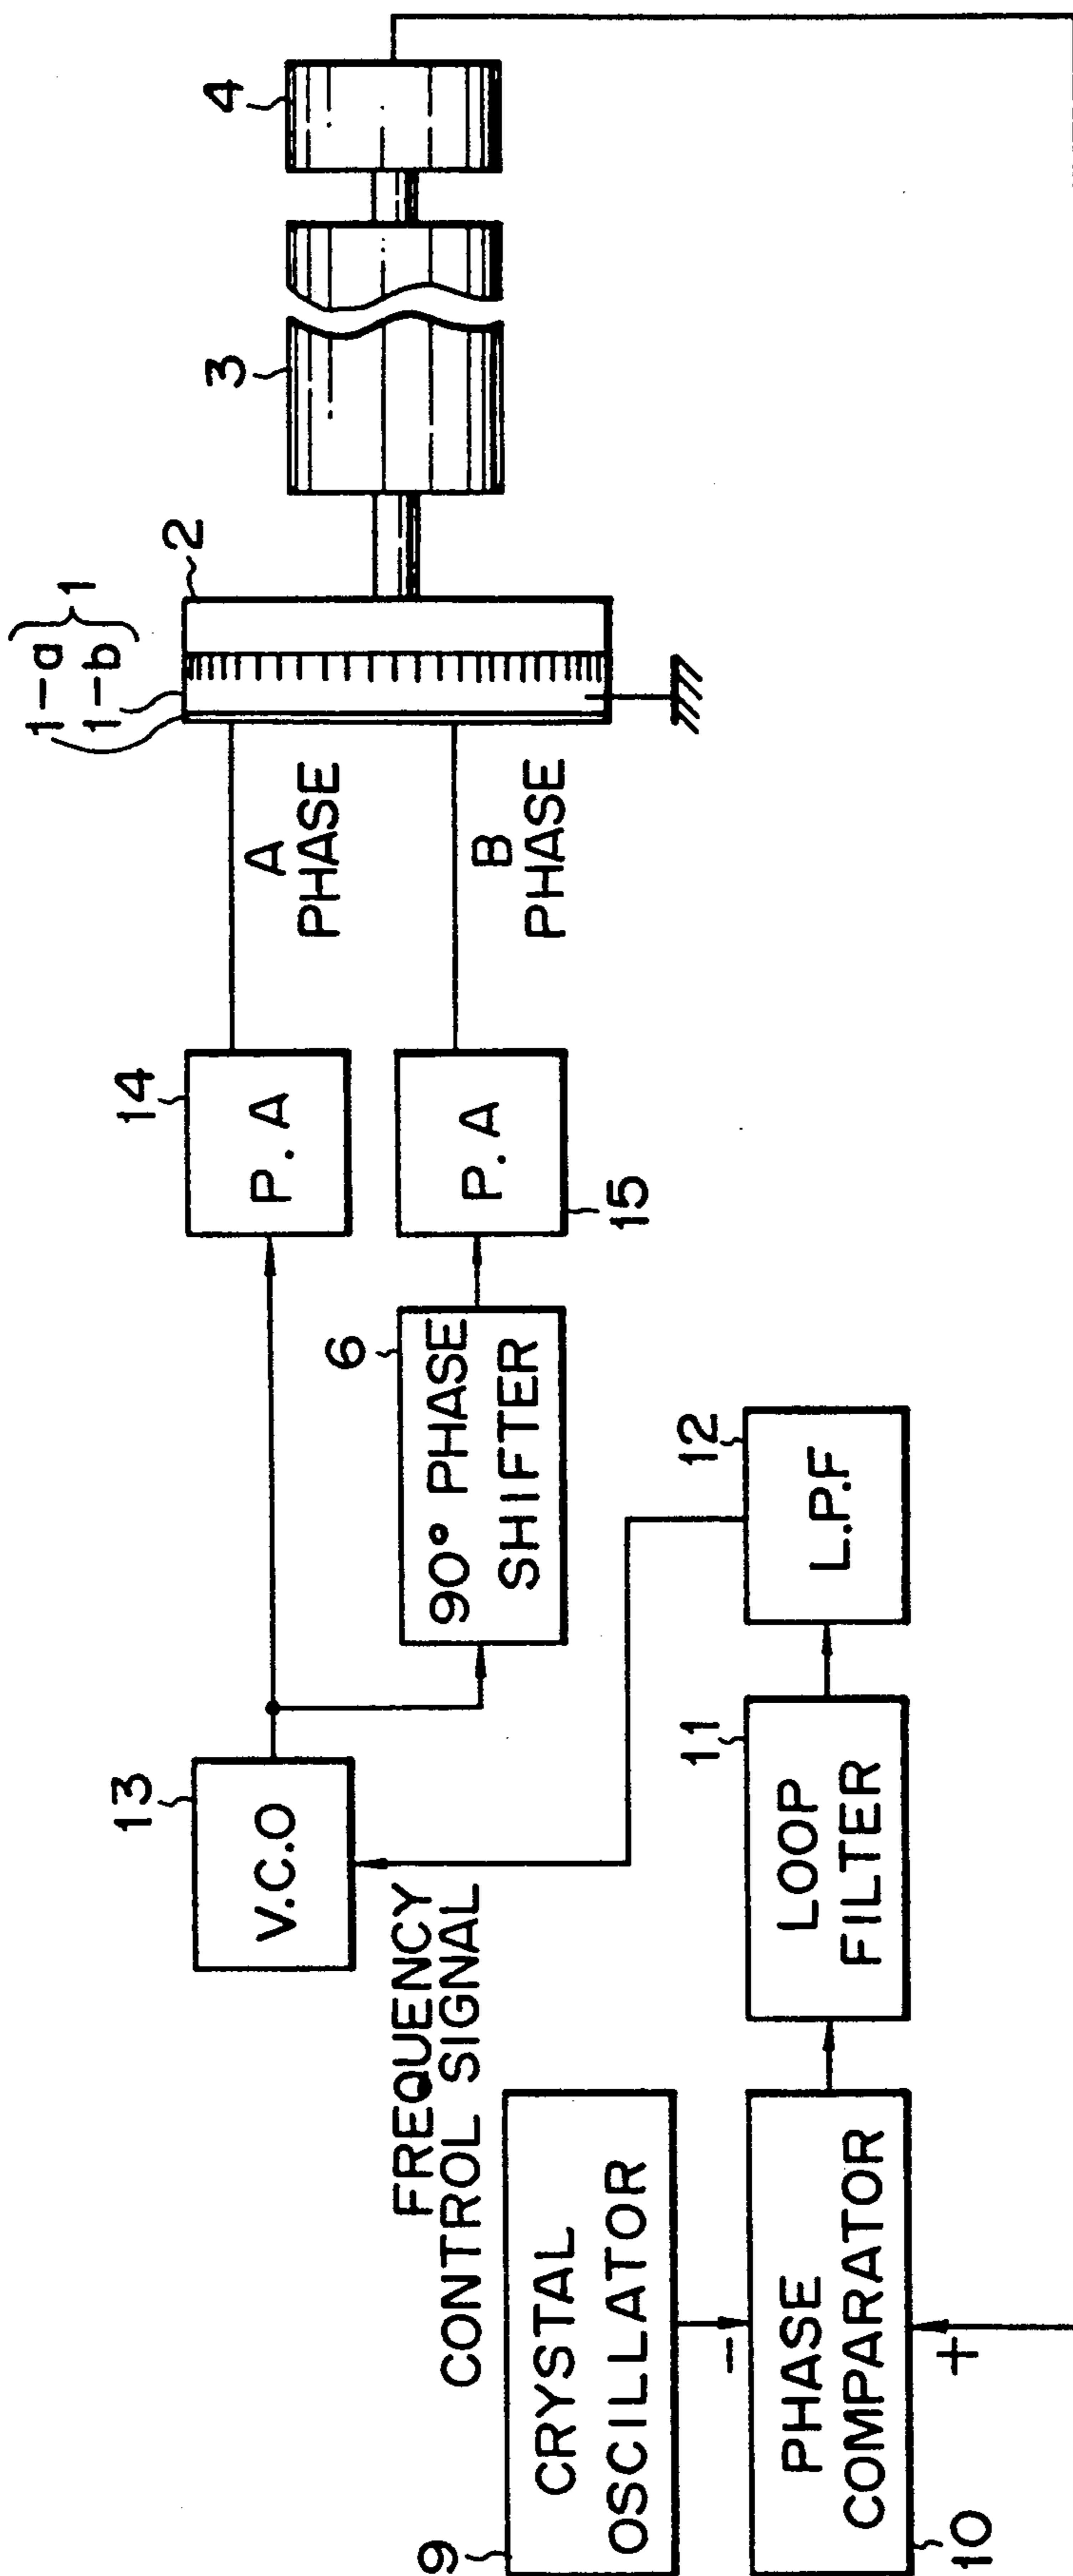 1-a
1-b
1
2
3
4
A
PHASE
B
PHASE
14
P. A
P. A
15
6
90° PHASE
SHIFTER
13
V.C.O
FREQUENCY
CONTROL SIGNAL
12
L.P.F
11
LOOP
FILTER
9
CRYSTAL
OSCILLATOR
-
PHASE
COMPARATOR
10
+